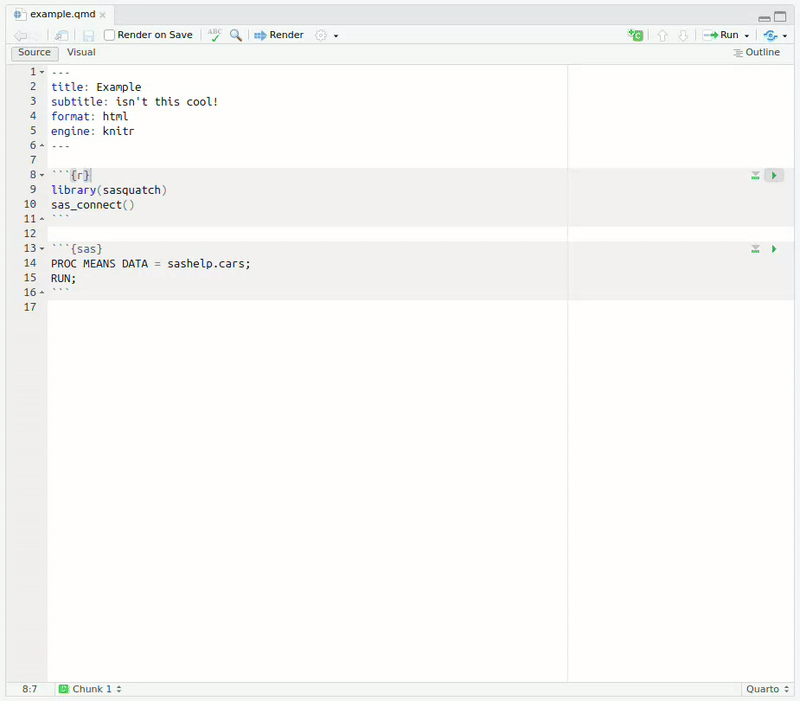 example.qmd
Render on Save ABC Render Run
Source Visual Outline
1 ---
2 title: Example
3 subtitle: isn't this cool!
4 format: html
5 engine: knitr
6 ---
7
8 ```{r}
9 library(sasquatch)
10 sas_connect()
11 ```
12
13 ```{sas}
14 PROC MEANS DATA = sashelp.cars;
15 RUN;
16 ```
17
8:7 Chunk 1 Quarto